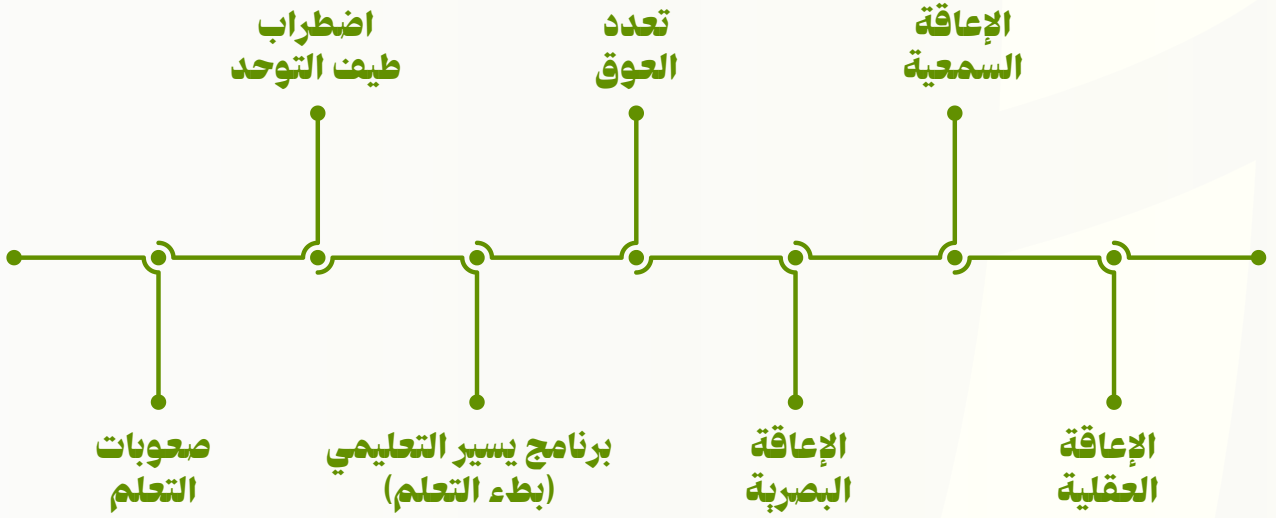 الإعاقة
العقلية
الإعاقة
السمعية
الإعاقة
البصرية
تعدد
العوق
برنامج يسير التعليمي
(بطء التعلم)
اضطراب
طيف التوحد
صعوبات
التعلم